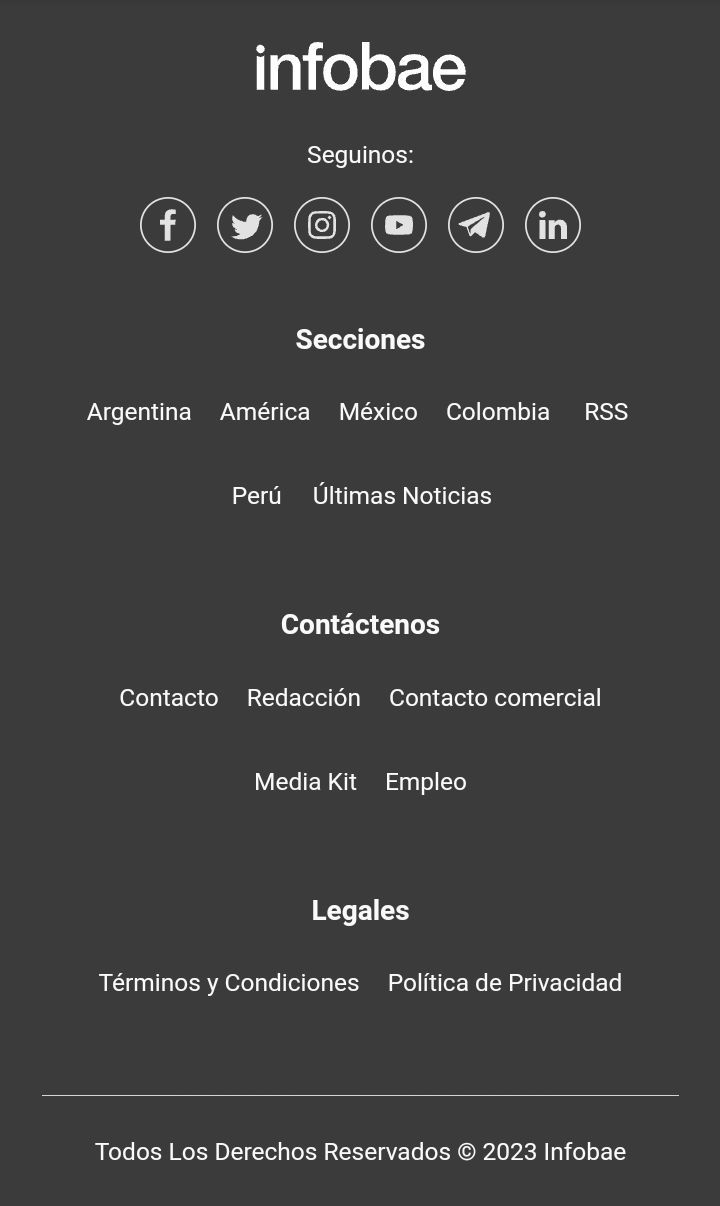 infobae
Seguinos:
Secciones
Argentina América México Colombia RSS
Perú Últimas Noticias
Contáctenos
Contacto Redacción Contacto comercial
Media Kit Empleo
Legales
Términos y Condiciones Política de Privacidad
Todos Los Derechos Reservados © 2023 Infobae